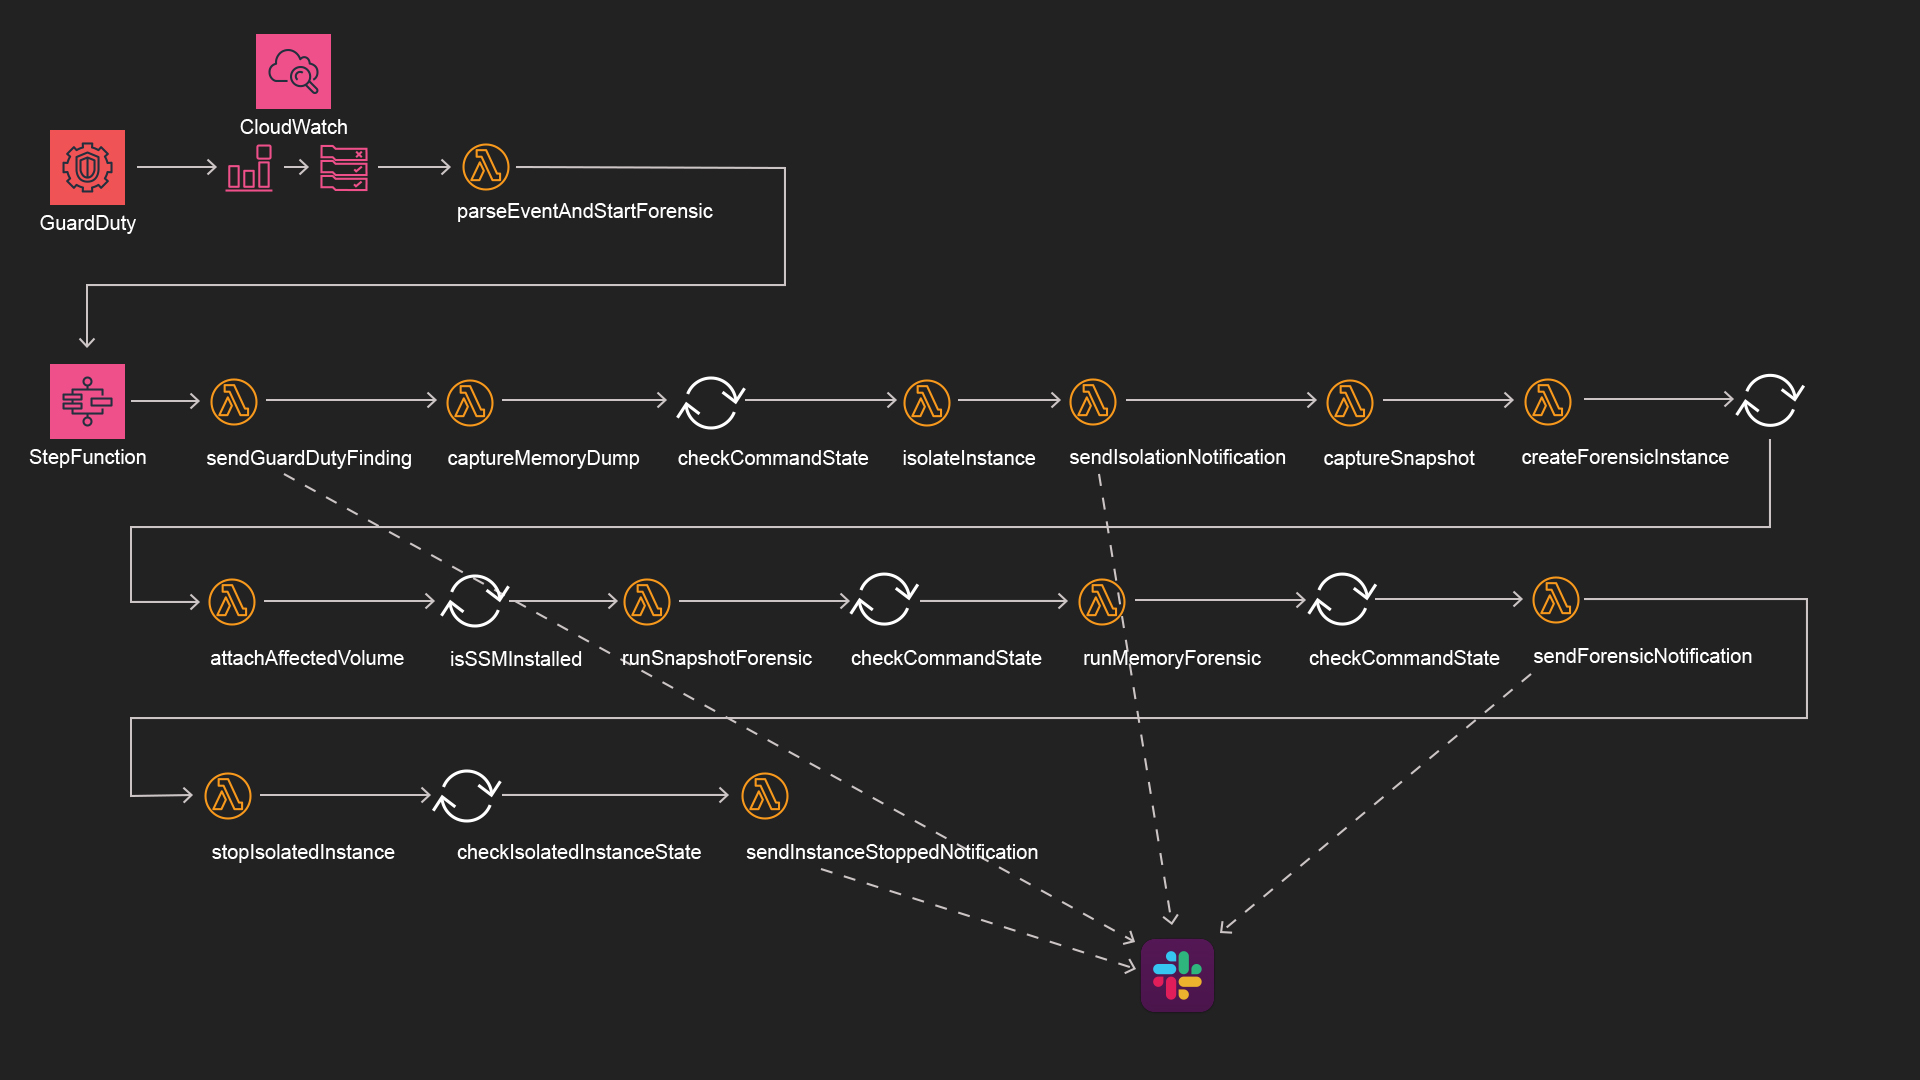 CloudWatch
GuardDuty
parseEventAndStartForensic
StepFunction
sendGuardDutyFinding
captureMemoryDump
checkCommandState
isolateInstance
sendIsolationNotification
captureSnapshot
createForensicInstance
attachAffectedVolume
isSSMInstalled
runSnapshotForensic
checkCommandState
runMemoryForensic
checkCommandState
sendForensicNotification
stopIsolatedInstance
checkIsolatedInstanceState
sendInstanceStoppedNotification